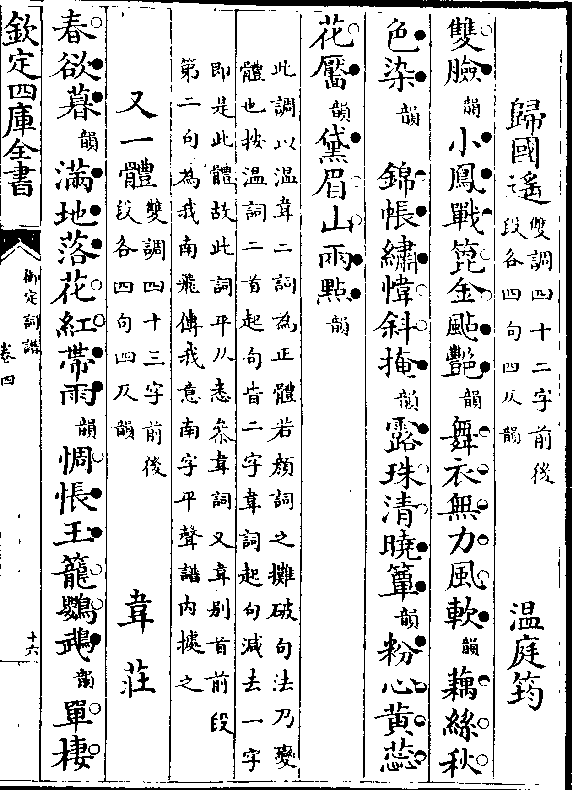 歸國遙 雙調四十二字前後
段各四句四仄韻 温庭筠
雙臉韻小鳳戰箆金颭艷韻舞衣無力風軟韻藕絲秋
色染韻錦帳繡幃斜掩韻露珠清曉簟韻粉心黄蕊
花靨韻黛眉山兩點韻
此調以温韋二詞為正體若顔詞之攤破句法乃變
體也按温詞二首起句皆二字韋詞起句減去一字
即是此體故此詞平仄悉叅韋詞又韋别首前段
第二句為我南飛傳我意南字平聲譜内㨿之
又一體 雙調四十三字前後
段各四句四仄韻 韋莊
春欲暮韻滿地落花紅帶雨韻惆悵玉籠鸚鵡韻單棲
欽定四庫全書
御定詞譜
卷四
十六